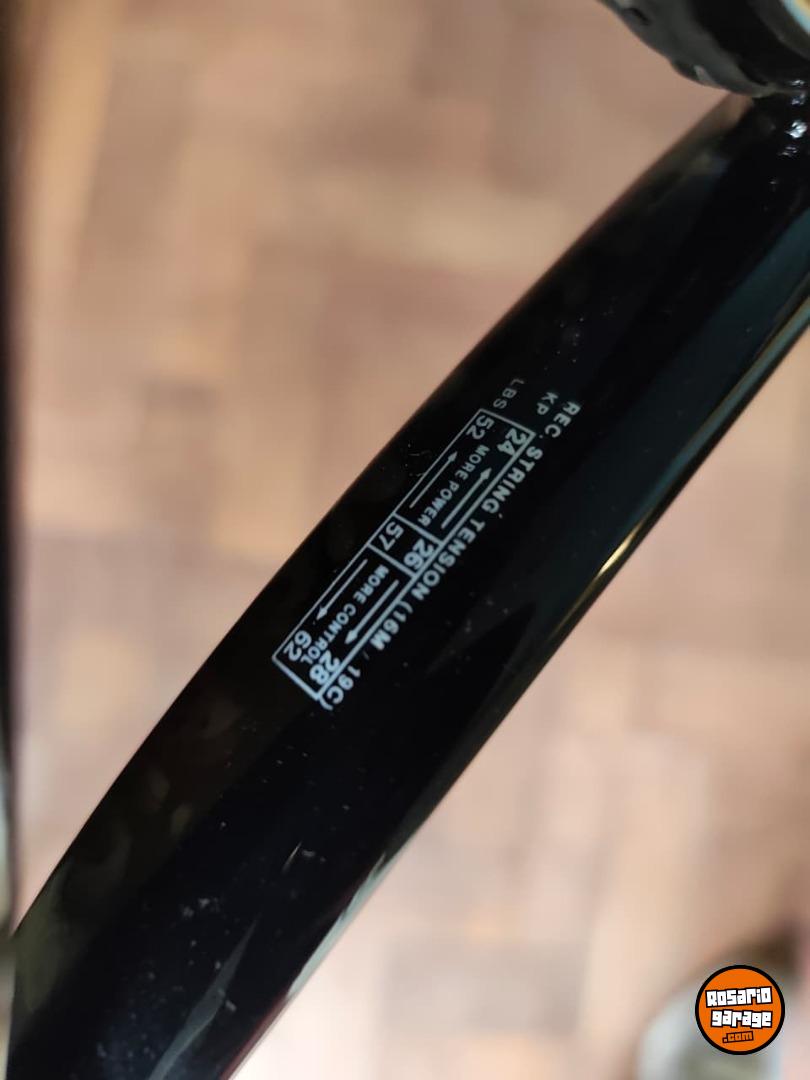 REC. STRING TENSION (16M / 19C)
KP 24 26 28
MORE POWER MORE CONTROL
LBS 52 57 62
Rosario
garage
.com